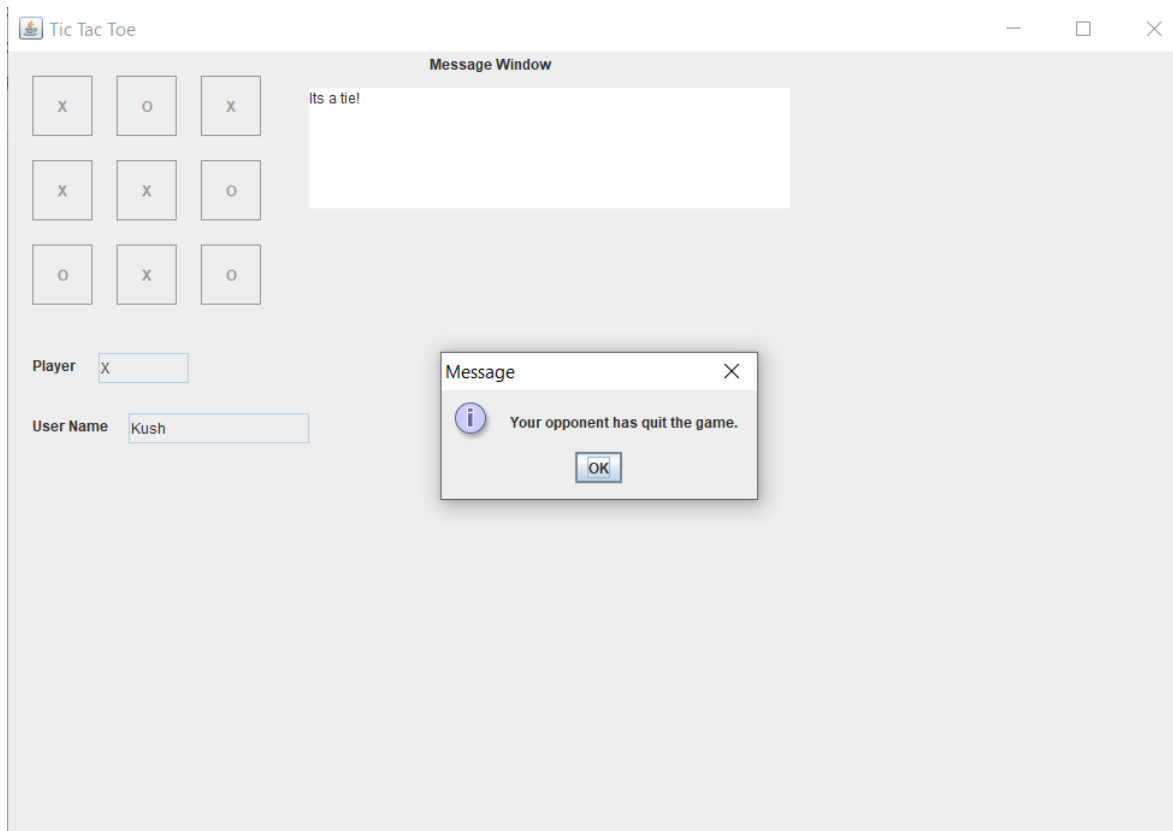 Tic Tac Toe
Message Window
X O X
Its a tie!
X X O
O X O
Player X
Message
Your opponent has quit the game.
User Name Kush
OK